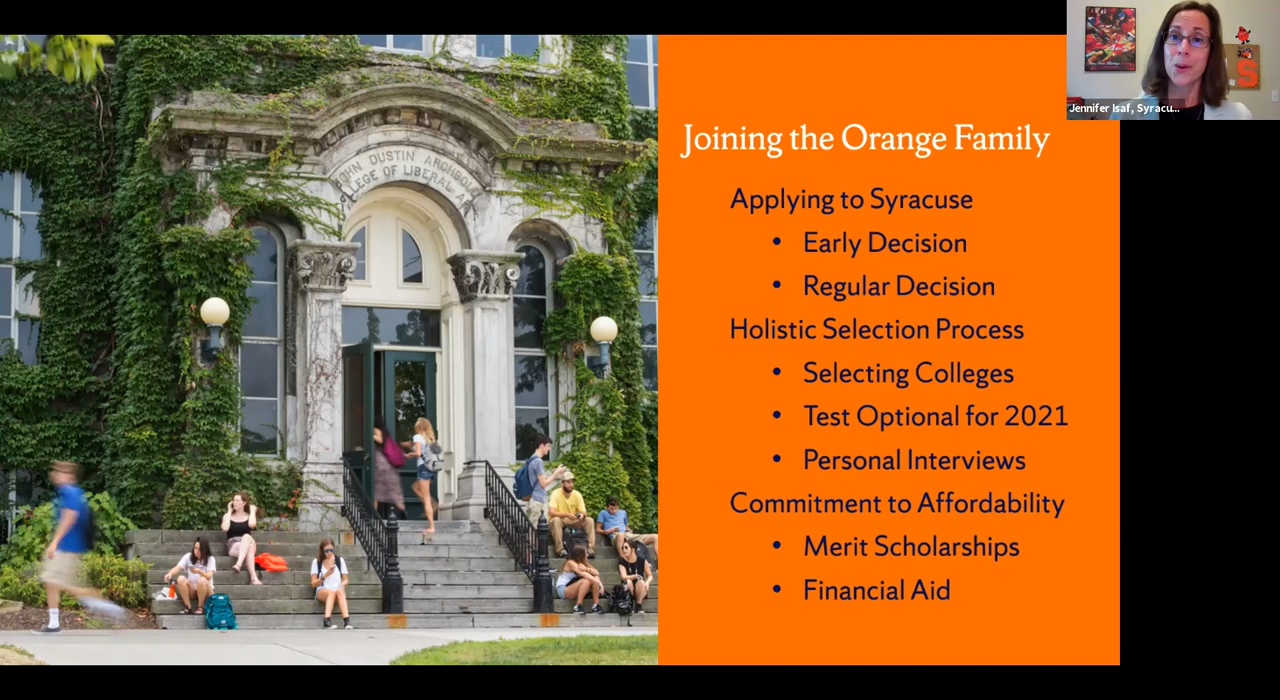 Jennifer Isaf, Syracu...
JOHN DUSTIN ARCHBOLD
COLLEGE OF LIBERAL
Joining the Orange Family
Applying to Syracuse
• Early Decision
• Regular Decision
Holistic Selection Process
• Selecting Colleges
• Test Optional for 2021
• Personal Interviews
Commitment to Affordability
• Merit Scholarships
• Financial Aid
S